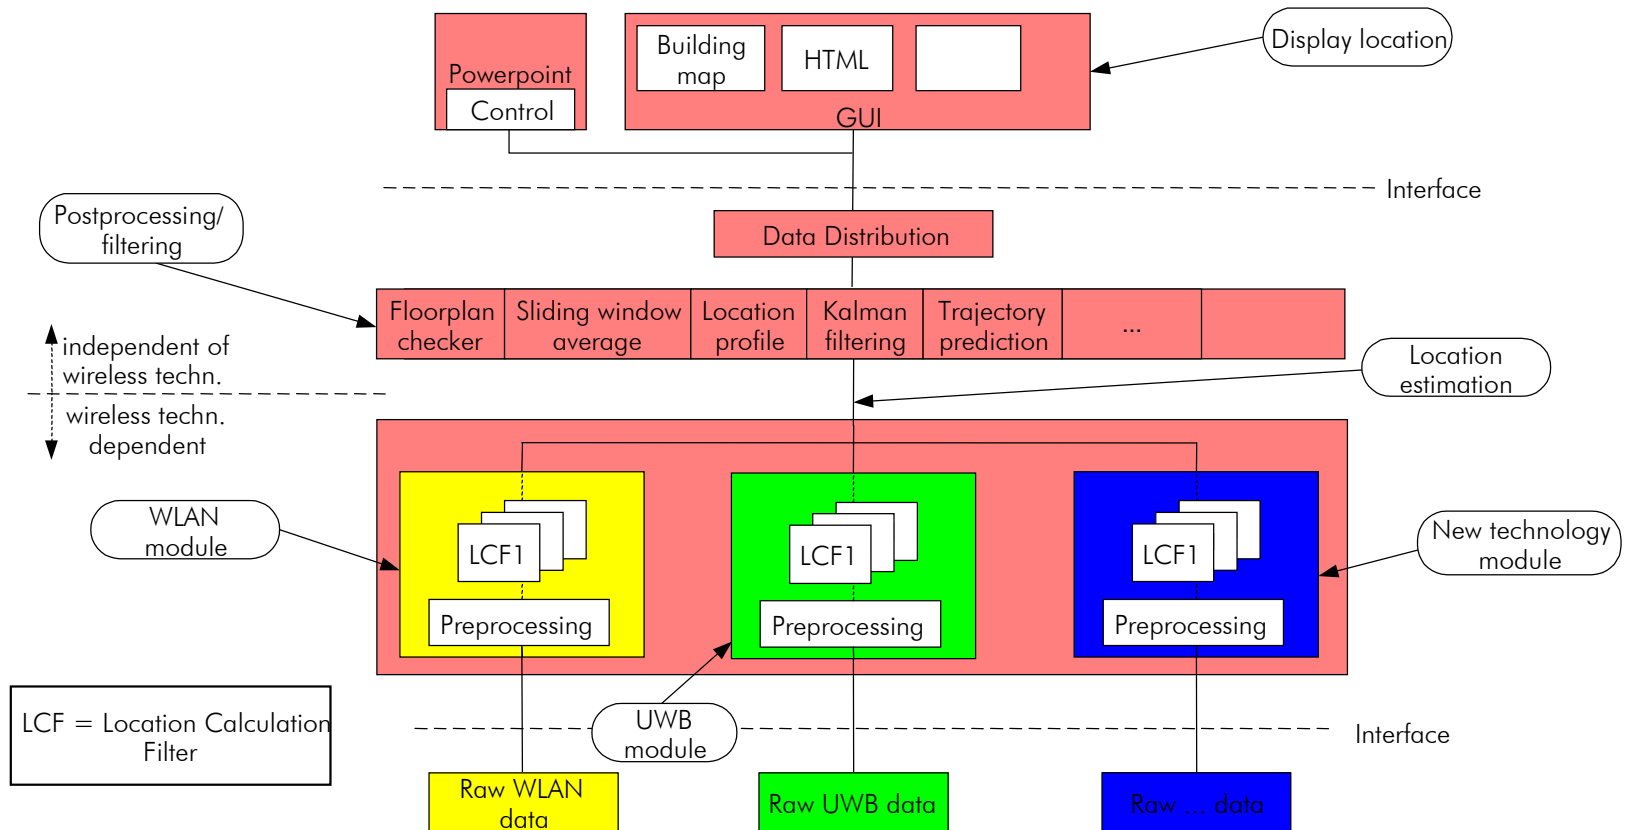 Powerpoint
Control
Building
map
HTML
GUI
Display location
Interface
Postprocessing/
filtering
Data Distribution
Floorplan
checker
Sliding window
average
Location
profile
Kalman
filtering
Trajectory
prediction
...
independent of
wireless techn.
wireless techn.
dependent
Location
estimation
WLAN
module
LCF1
Preprocessing
LCF1
Preprocessing
LCF1
Preprocessing
New technology
module
LCF = Location Calculation
Filter
UWB
module
Interface
Raw WLAN
data
Raw UWB data
Raw ... data